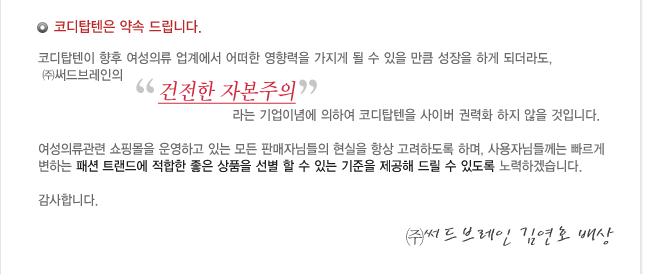 코디탑텐은 약속 드립니다.
코디탑텐이 향후 여성의류 업계에서 어떠한 영향력을 가지게 될 수 있을 만큼 성장을 하게 되더라도,
㈜써드브레인의
“건전한 자본주의”
라는 기업이념에 의하여 코디탑텐을 사이버 권력화 하지 않을 것입니다.
여성의류관련 쇼핑몰을 운영하고 있는 모든 판매자님들의 현실을 항상 고려하도록 하며, 사용자님들께는 빠르게
변하는 패션 트랜드에 적합한 좋은 상품을 선별 할 수 있는 기준을 제공해 드릴 수 있도록 노력하겠습니다.
감사합니다.
㈜써드브레인 김연호 배상